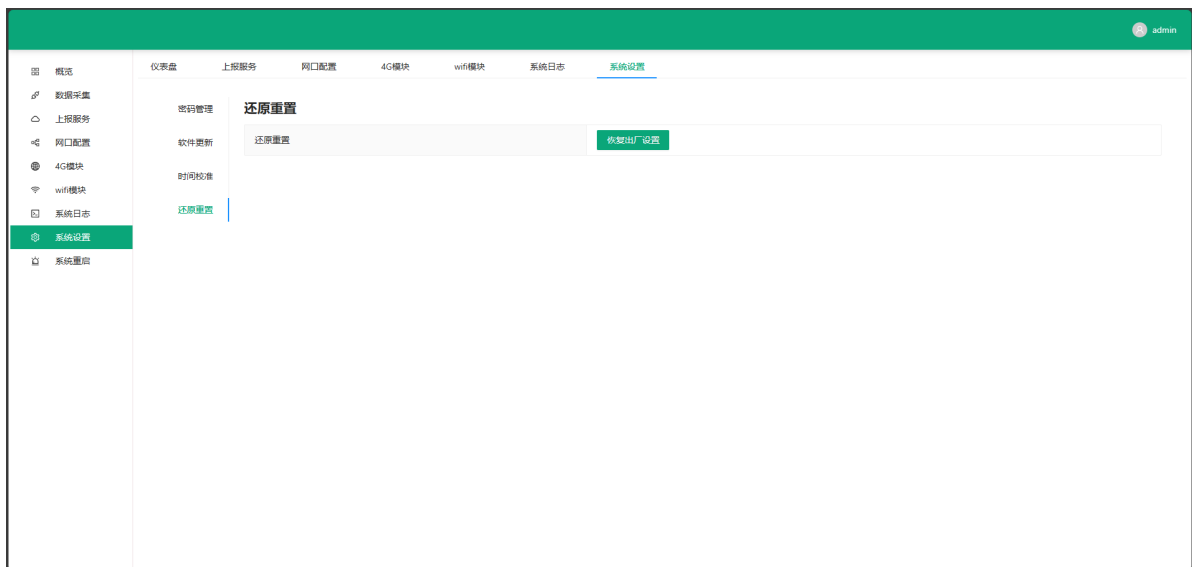 admin
概览
数据采集
上报服务
网口配置
4G模块
wifi模块
系统日志
系统设置
系统重启
仪表盘 上报服务 网口配置 4G模块 wifi模块 系统日志 系统设置
密码管理
软件更新
时间校准
还原重置
还原重置
还原重置 恢复出厂设置